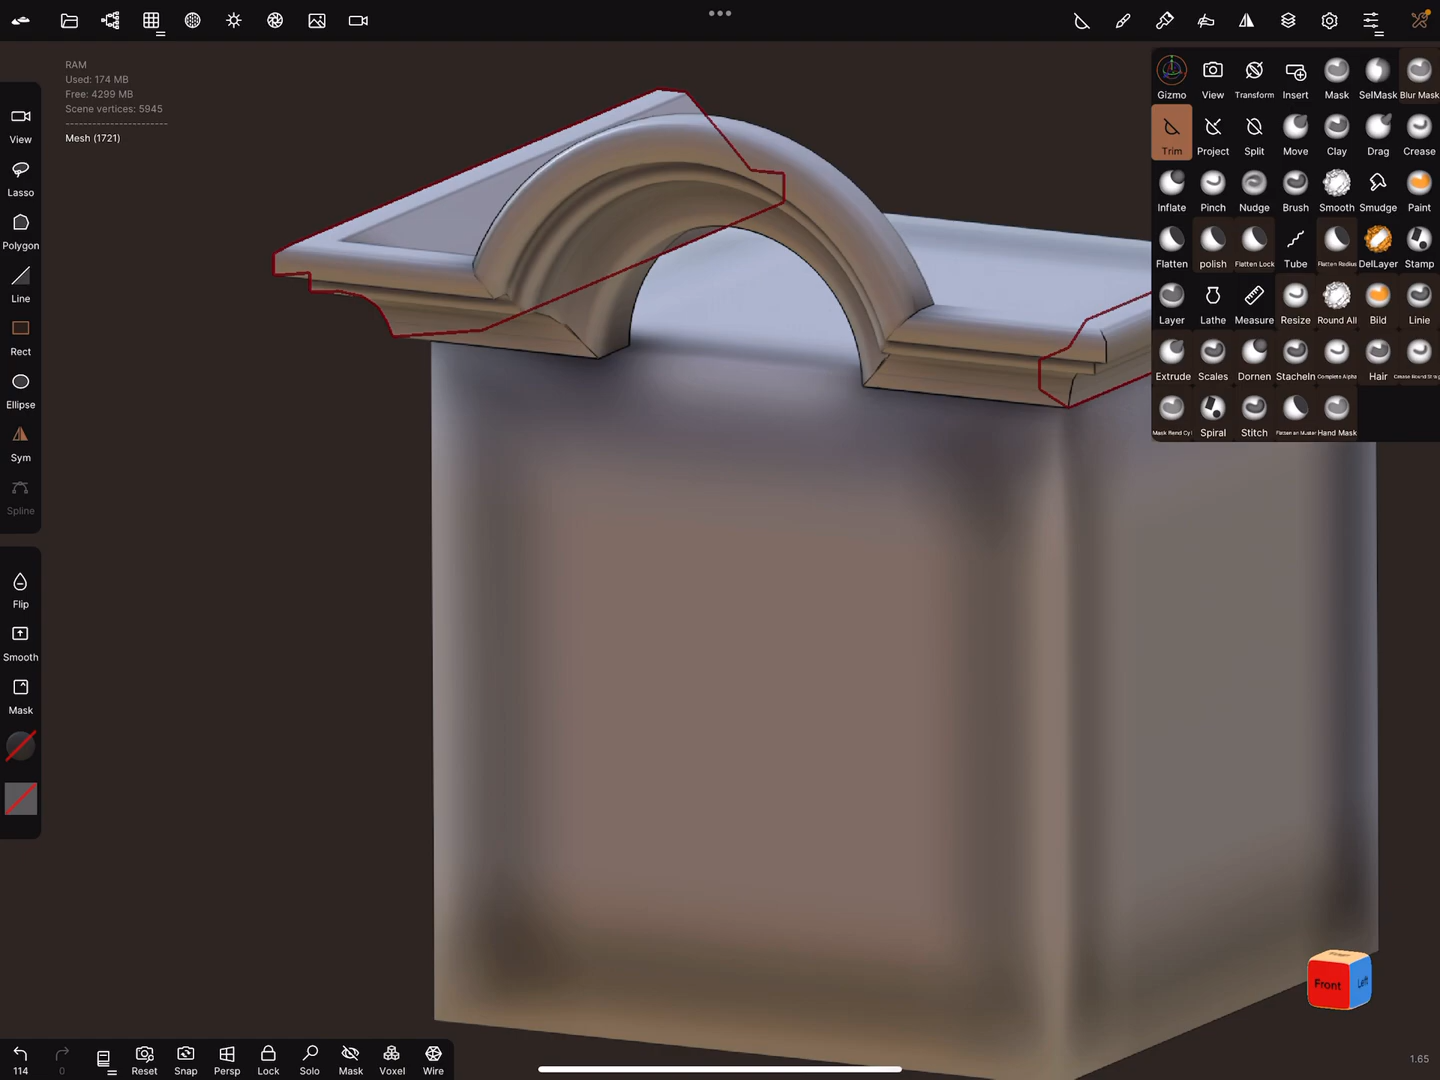 RAM
Used: 174 MB
Free: 4299 MB
Scene vertices: 5945
Mesh (1721)
View
Lasso
Polygon
Line
Rect
Ellipse
Sym
Spline
Flip
Smooth
Mask
Gizmo View Transform Insert Mask SelMask Blur Mask
Trim Project Split Move Clay Drag Crease
Inflate Pinch Nudge Brush Smooth Smudge Paint
Flatten polish Flatten Lock Tube Flatten Radius DelLayer Stamp
Layer Lathe Measure Resize Round All Bild Linie
Extrude Scales Dornen Stacheln Complete Alpha Hair
Spiral Stitch Hand Mask
Front Left
114 0 Reset Snap Persp Lock Solo Mask Voxel Wire
1.65